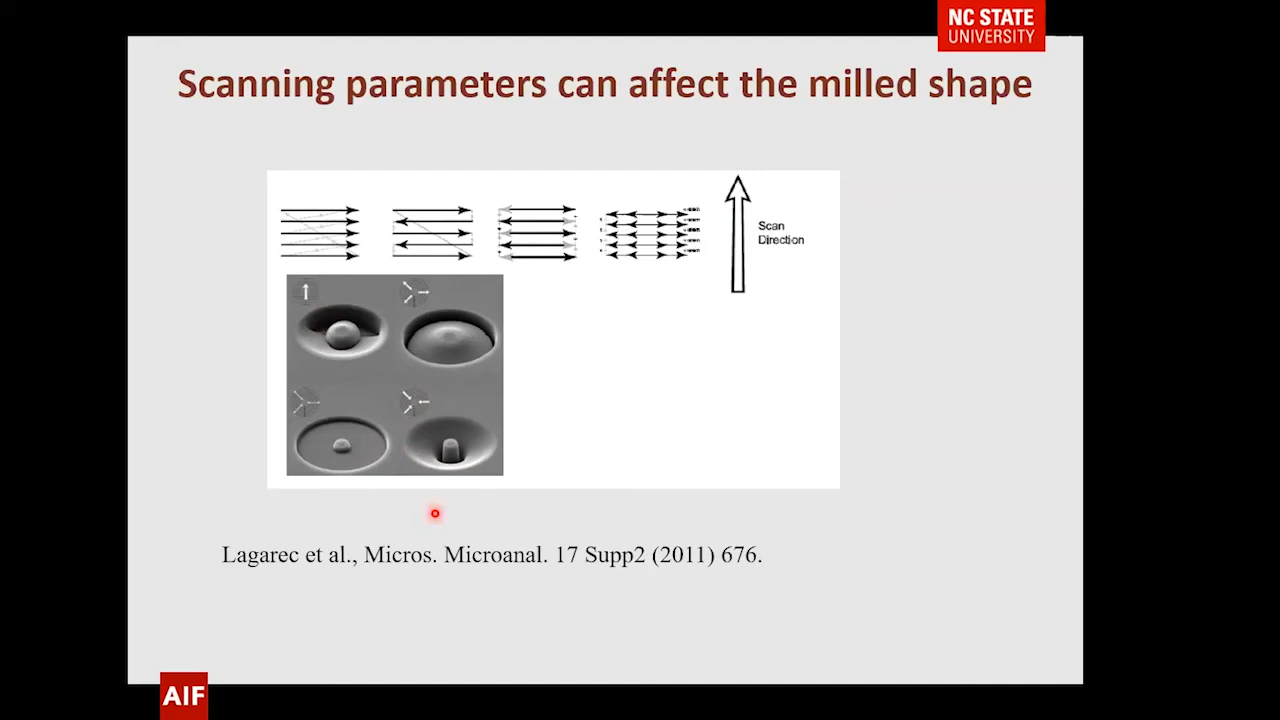 NC STATE
UNIVERSITY
Scanning parameters can affect the milled shape
Scan
Direction
Lagarec et al., Micros. Microanal. 17 Supp2 (2011) 676.
AIF